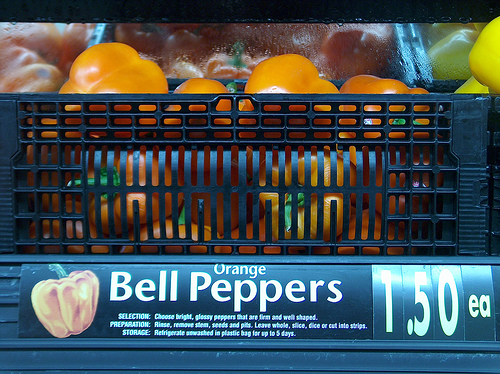 Orange
Bell Peppers
SELECTION: Choose bright, glossy peppers that are firm and well shaped.
PREPARATION: Rinse, remove stem, seeds and pits. Leave whole, slice, dice or cut into strips.
STORAGE: Refrigerate unwashed in plastic bag for up to 5 days.
1.50 ea